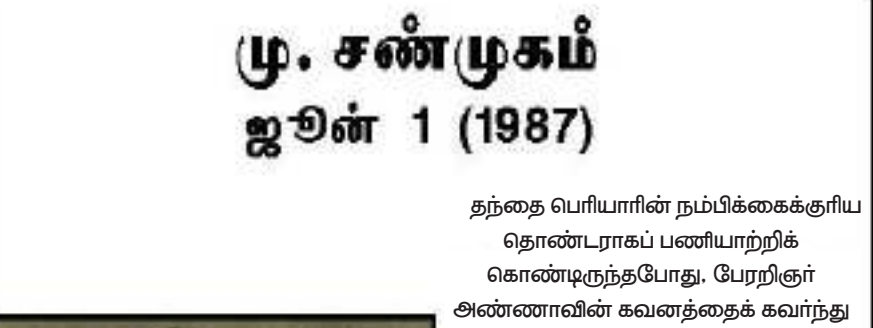 மு. சண்முகம்
ஜூன் 1 (1987)
தந்தை பெரியாரின் நம்பிக்கைக்குரிய
தொண்டராகப் பணியாற்றிக்
கொண்டிருந்தபோது, பேரறிஞர்
அண்ணாவின் கவனத்தைக் கவர்ந்து